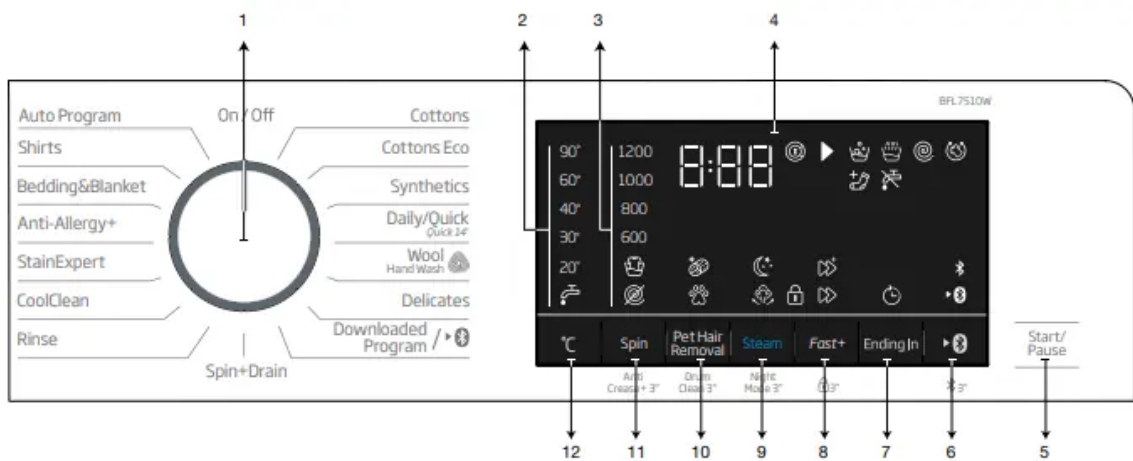 1
2
3
4
BFL7510W
On / Off
Auto Program
Shirts
Bedding&Blanket
Anti-Allergy+
StainExpert
CoolClean
Rinse
Spin+Drain
Cottons
Cottons Eco
Synthetics
Daily/Quick
Quick 14'
Wool
Hand Wash
Delicates
Downloaded
Program /
90°
60°
40°
30°
20°
1200
1000
800
600
8:88
°C
Spin
Pet Hair
Removal
Steam
Fast+
Ending In
Start/
Pause
Anti
Crease+ 3"
Drum
Clean 3"
Night
Mode 3"
3"
3"
12
11
10
9
8
7
6
5